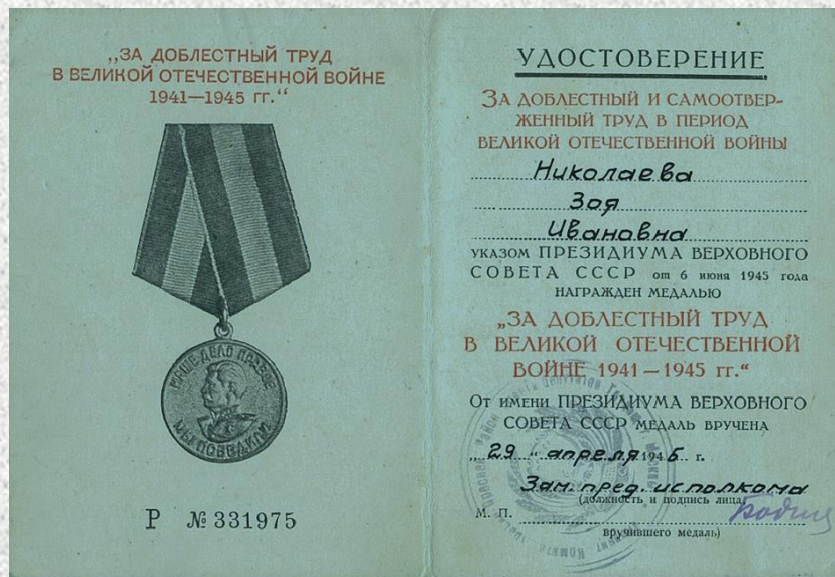 „ЗА ДОБЛЕСТНЫЙ ТРУД
В ВЕЛИКОЙ ОТЕЧЕСТВЕННОЙ ВОЙНЕ
1941—1945 гг.“
НАШЕ ДЕЛО ПРАВОЕ
МЫ ПОБЕДИЛИ
Р № 331975
УДОСТОВЕРЕНИЕ
ЗА ДОБЛЕСТНЫЙ И САМООТВЕР-
ЖЕННЫЙ ТРУД В ПЕРИОД
ВЕЛИКОЙ ОТЕЧЕСТВЕННОЙ ВОЙНЫ
Николаева
Зоя
Ивановна
УКАЗОМ ПРЕЗИДИУМА ВЕРХОВНОГО
СОВЕТА СССР от 6 июня 1945 года
НАГРАЖДЕН МЕДАЛЬЮ
„ЗА ДОБЛЕСТНЫЙ ТРУД
В ВЕЛИКОЙ ОТЕЧЕСТВЕННОЙ
ВОЙНЕ 1941—1945 гг.“
От имени ПРЕЗИДИУМА ВЕРХОВНОГО
СОВЕТА СССР МЕДАЛЬ ВРУЧЕНА
„29“ апреля 194 г.
Зам. пред. исполкома
(должность и подпись лица,
М. П.
вручившего медаль)